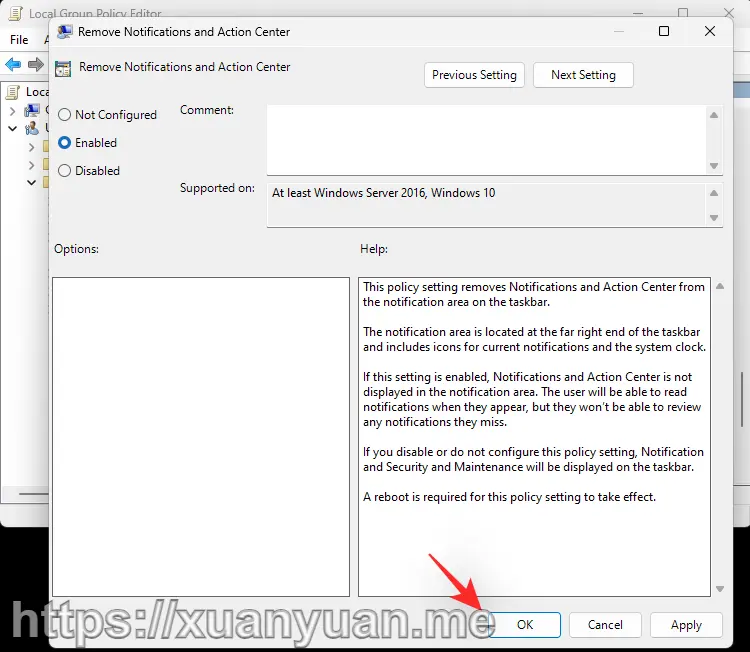 Local Group Policy Editor
Remove Notifications and Action Center
File
Remove Notifications and Action Center
Previous Setting
Next Setting
Loca
Not Configured
Comment:
Enabled
Disabled
Supported on:
At least Windows Server 2016, Windows 10
Options:
Help:
This policy setting removes Notifications and Action Center from
the notification area on the taskbar.
The notification area is located at the far right end of the taskbar
and includes icons for current notifications and the system clock.
If this setting is enabled, Notifications and Action Center is not
displayed in the notification area. The user will be able to read
notifications when they appear, but they won't be able to review
any notifications they miss.
If you disable or do not configure this policy setting, Notification
and Security and Maintenance will be displayed on the taskbar.
A reboot is required for this policy setting to take effect.
https://xuanyuan.me
OK
Cancel
Apply